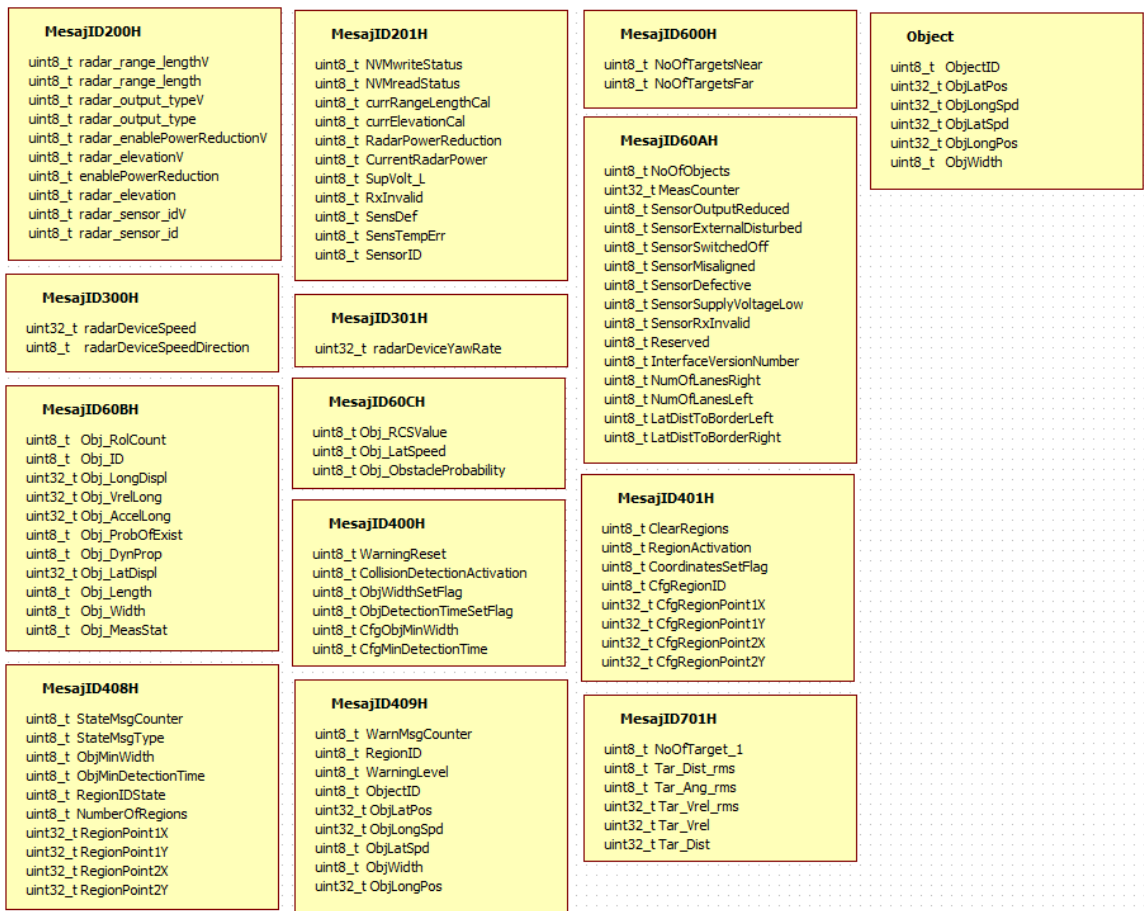 MesajID200H
uint8_t radar_range_lengthV
uint8_t radar_range_length
uint8_t radar_output_typeV
uint8_t radar_output_type
uint8_t radar_enablePowerReductionV
uint8_t radar_elevationV
uint8_t enablePowerReduction
uint8_t radar_elevation
uint8_t radar_sensor_idV
uint8_t radar_sensor_id
MesajID201H
uint8_t NVMwriteStatus
uint8_t NVMreadStatus
uint8_t currRangeLengthCal
uint8_t currElevationCal
uint8_t RadarPowerReduction
uint8_t CurrentRadarPower
uint8_t SupVolt_L
uint8_t RxInvalid
uint8_t SensDef
uint8_t SensTempErr
uint8_t SensorID
MesajID600H
uint8_t NoOfTargetsNear
uint8_t NoOfTargetsFar
Object
uint8_t ObjectID
uint32_t ObjLatPos
uint32_t ObjLongSpd
uint8_t ObjLatSpd
uint32_t ObjLongPos
uint8_t ObjWidth
MesajID60AH
uint8_t NoOfObjects
uint32_t MeasCounter
uint8_t SensorOutputReduced
uint8_t SensorExternalDisturbed
uint8_t SensorSwitchedOff
uint8_t SensorMisaligned
uint8_t SensorDefective
uint8_t SensorSupplyVoltageLow
uint8_t SensorRxInvalid
uint8_t Reserved
uint8_t InterfaceVersionNumber
uint8_t NumOfLanesRight
uint8_t NumOfLanesLeft
uint8_t LatDistToBorderLeft
uint8_t LatDistToBorderRight
MesajID300H
uint32_t radarDeviceSpeed
uint8_t radarDeviceSpeedDirection
MesajID301H
uint32_t radarDeviceYawRate
MesajID60BH
uint8_t Obj_RolCount
uint8_t Obj_ID
uint32_t Obj_LongDispl
uint32_t Obj_VrelLong
uint32_t Obj_AccelLong
uint8_t Obj_ProbOfExist
uint8_t Obj_DynProp
uint32_t Obj_LatDispl
uint8_t Obj_Length
uint8_t Obj_Width
uint8_t Obj_MeasStat
MesajID60CH
uint8_t Obj_RCSValue
uint8_t Obj_LatSpeed
uint8_t Obj_ObstacleProbability
MesajID400H
uint8_t WarningReset
uint8_t CollisionDetectionActivation
uint8_t ObjWidthSetFlag
uint8_t ObjDetectionTimeSetFlag
uint8_t CfgObjMinWidth
uint8_t CfgMinDetectionTime
MesajID401H
uint8_t ClearRegions
uint8_t RegionActivation
uint8_t CoordinatesSetFlag
uint8_t CfgRegionID
uint32_t CfgRegionPoint1X
uint32_t CfgRegionPoint1Y
uint32_t CfgRegionPoint2X
uint32_t CfgRegionPoint2Y
MesajID408H
uint8_t StateMsgCounter
uint8_t StateMsgType
uint8_t ObjMinWidth
uint8_t ObjMinDetectionTime
uint8_t RegionIDState
uint8_t NumberOfRegions
uint32_t RegionPoint1X
uint32_t RegionPoint1Y
uint32_t RegionPoint2X
uint32_t RegionPoint2Y
MesajID409H
uint8_t WarnMsgCounter
uint8_t RegionID
uint8_t WarningLevel
uint8_t ObjectID
uint32_t ObjLatPos
uint32_t ObjLongSpd
uint8_t ObjLatSpd
uint8_t ObjWidth
uint32_t ObjLongPos
MesajID701H
uint8_t NoOfTarget_1
uint8_t Tar_Dist_rms
uint8_t Tar_Ang_rms
uint32_t Tar_Vrel_rms
uint32_t Tar_Vrel
uint32_t Tar_Dist